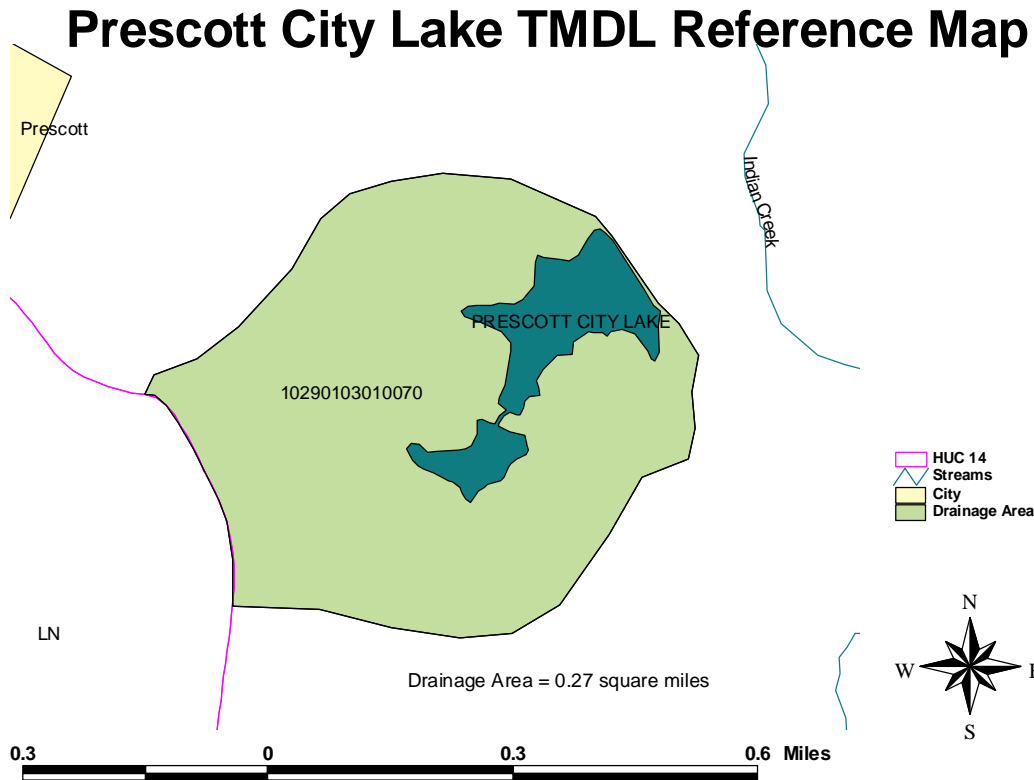 Prescott City Lake TMDL Reference Map
Prescott
Indian Creek
PRESCOTT CITY LAKE
10290103010070
HUC 14
Streams
City
Drainage Area
LN
N
W
E
S
Drainage Area = 0.27 square miles
0.3 0 0.3 0.6 Miles